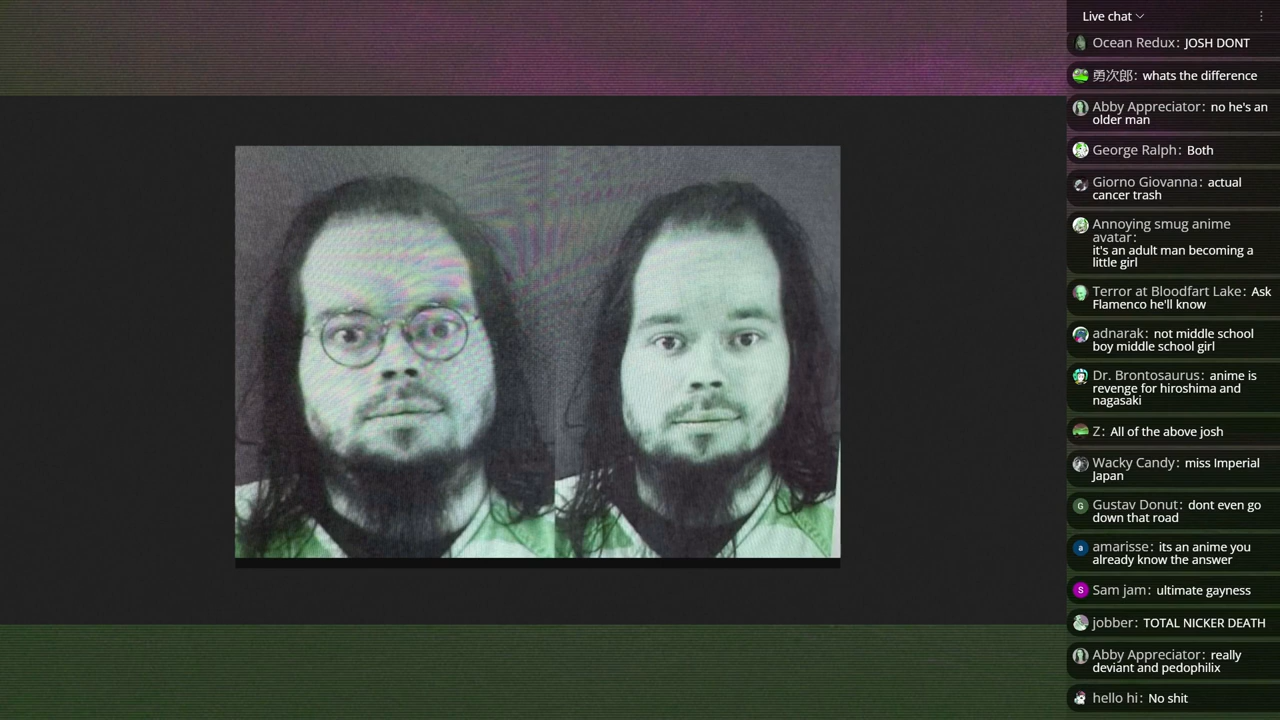 Live chat
Ocean Redux: JOSH DONT
勇次郎: whats the difference
Abby Appreciator: no he's an
older man
George Ralph: Both
Giorno Giovanna: actual
cancer trash
Annoying smug anime
avatar:
it's an adult man becoming a
little girl
Terror at Bloodfart Lake: Ask
Flamenco he'll know
adnarak: not middle school
boy middle school girl
Dr. Brontosaurus: anime is
revenge for hiroshima and
nagasaki
Z: All of the above josh
Wacky Candy: miss Imperial
Japan
G
Gustav Donut: dont even go
down that road
a
amarisse: its an anime you
already know the answer
S
Sam jam: ultimate gayness
jobber: TOTAL NICKER DEATH
Abby Appreciator: really
deviant and pedophilix
hello hi: No shit